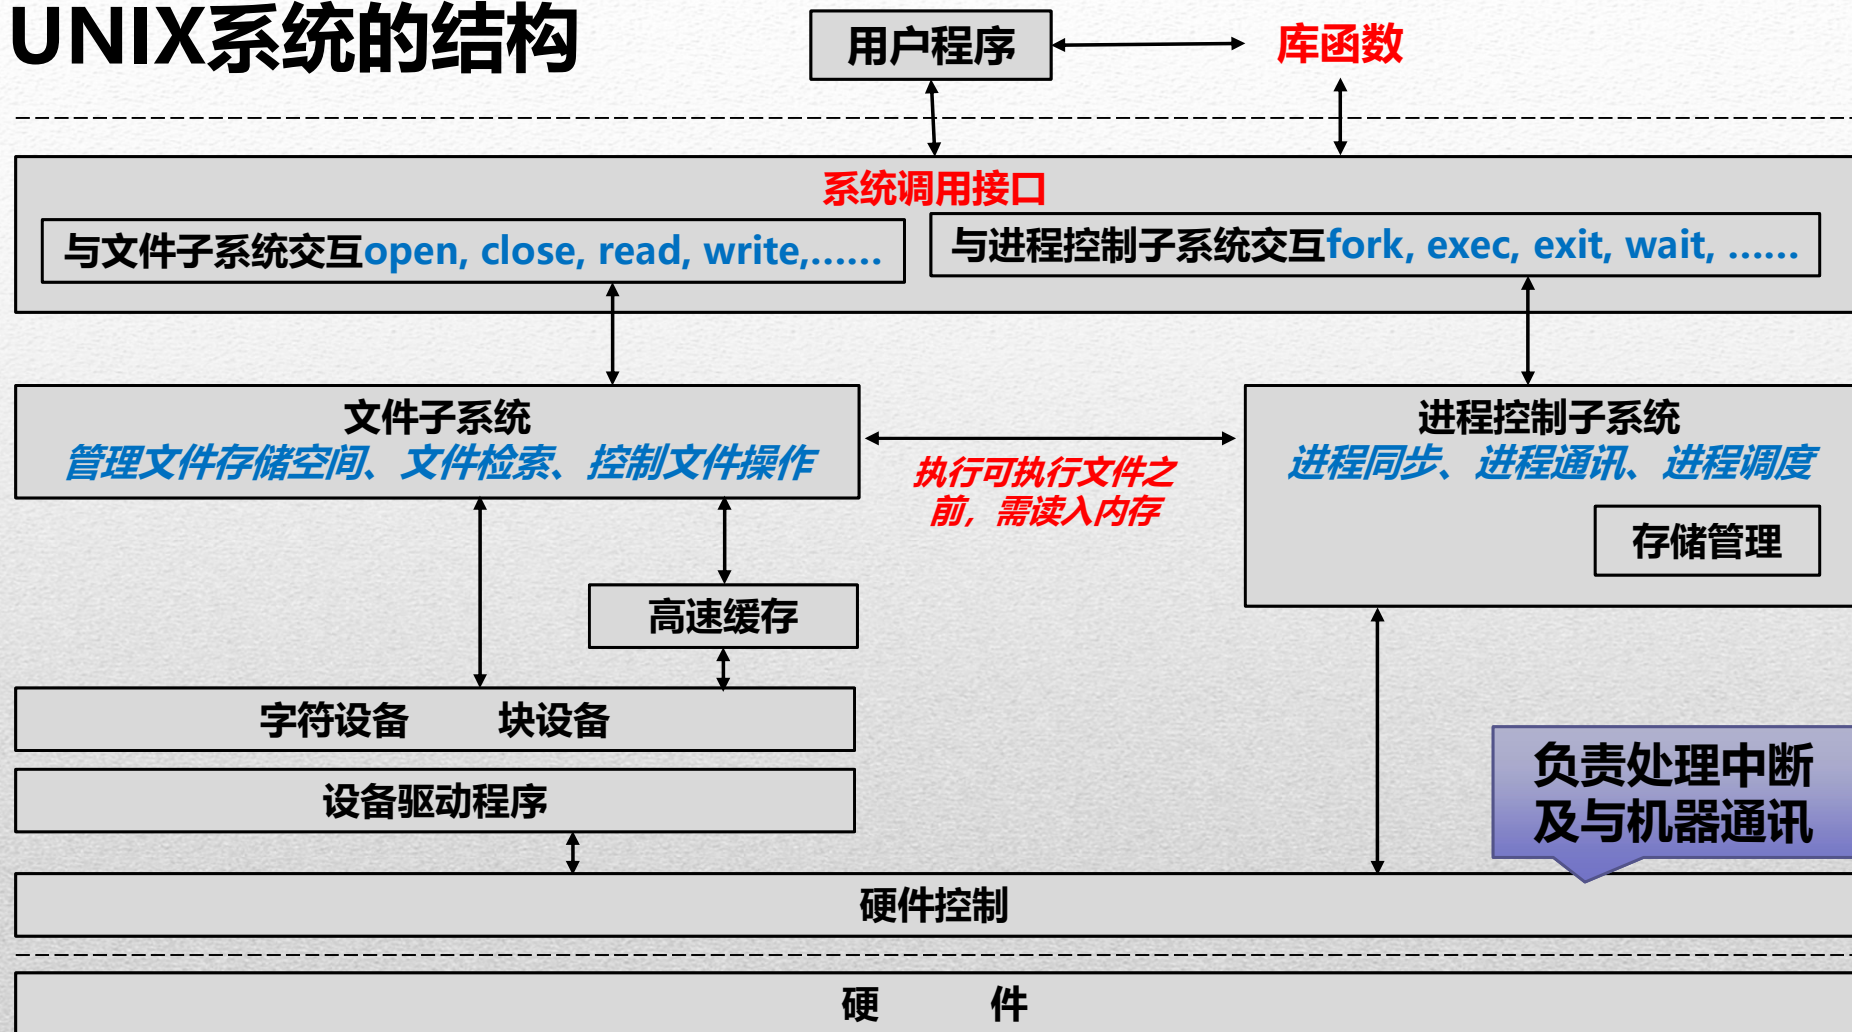 UNIX系统的结构
用户程序
库函数
系统调用接口
与文件子系统交互open, close, read, write,……
与进程控制子系统交互fork, exec, exit, wait, ……
文件子系统
管理文件存储空间、文件检索、控制文件操作
执行可执行文件之
前，需读入内存
进程控制子系统
进程同步、进程通讯、进程调度
存储管理
高速缓存
字符设备 块设备
设备驱动程序
负责处理中断
及与机器通讯
硬件控制
硬 件